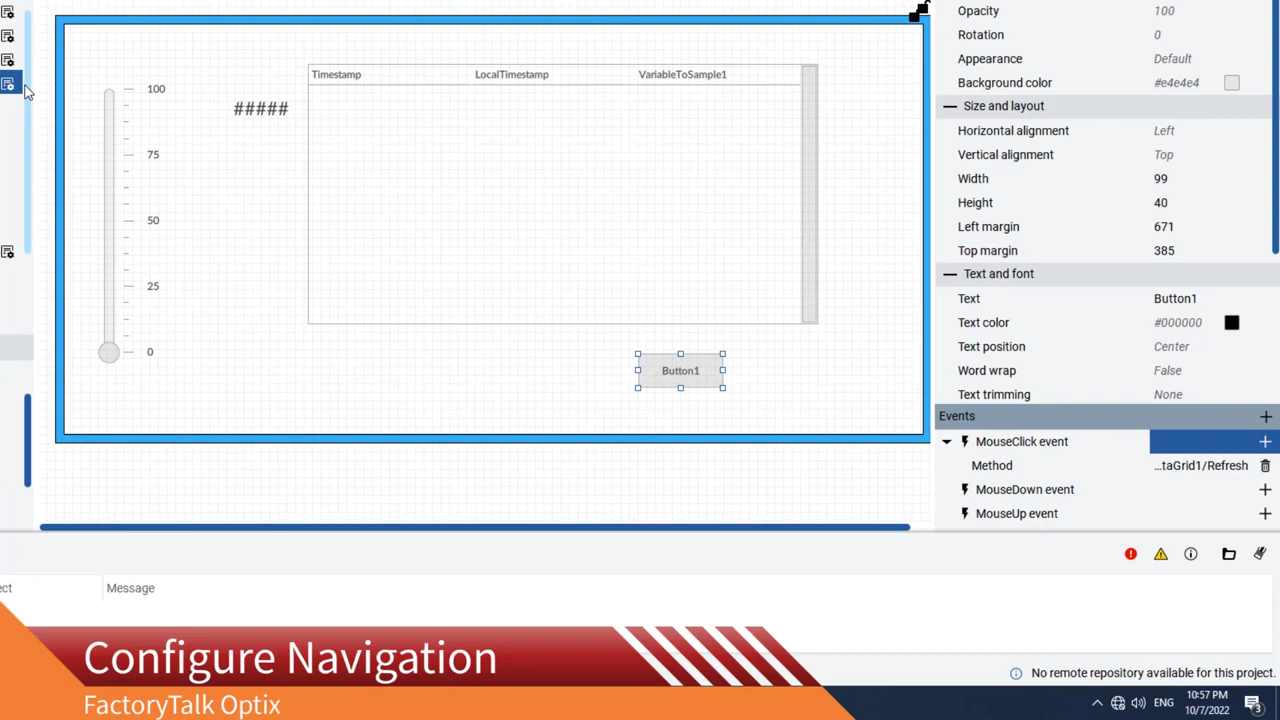 Opacity 100
Rotation 0
Appearance Default
Background color #e4e4e4
Size and layout
Horizontal alignment Left
Vertical alignment Top
Width 99
Height 40
Left margin 671
Top margin 385
Text and font
Text Button1
Text color #000000
Text position Center
Word wrap False
Text trimming None
Events
MouseClick event
Method ...taGrid1/Refresh
MouseDown event
MouseUp event
Timestamp LocalTimestamp VariableToSample1
#####
100
75
50
25
0
Button1
ect Message
No remote repository available for this project.
Configure Navigation
FactoryTalk Optix
ENG
10:57 PM
10/7/2022
3